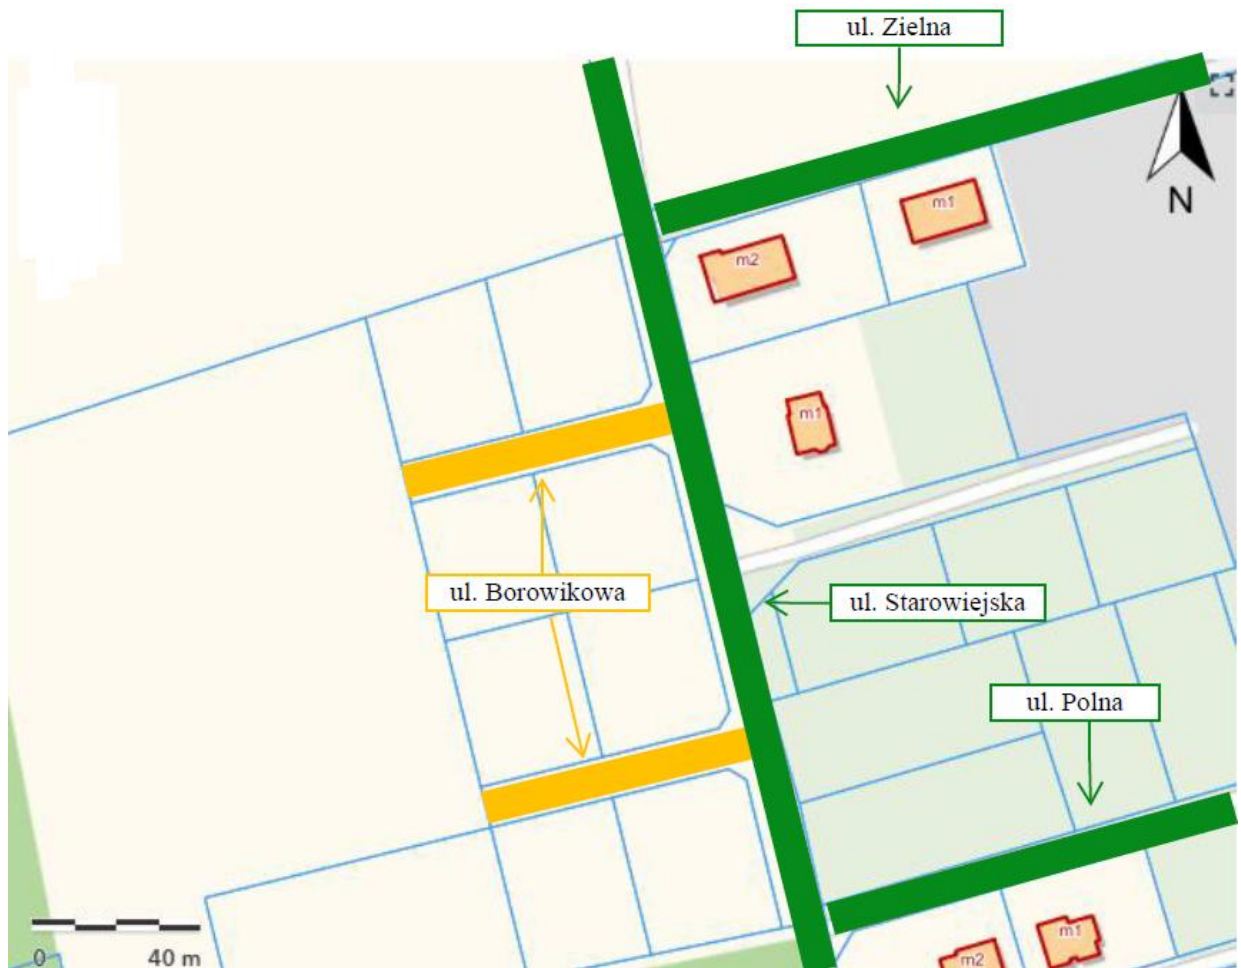 ul. Zielna
N
m1
m2
m1
ul. Borowikowa
ul. Starowiejska
ul. Polna
m1
m2
0 40 m